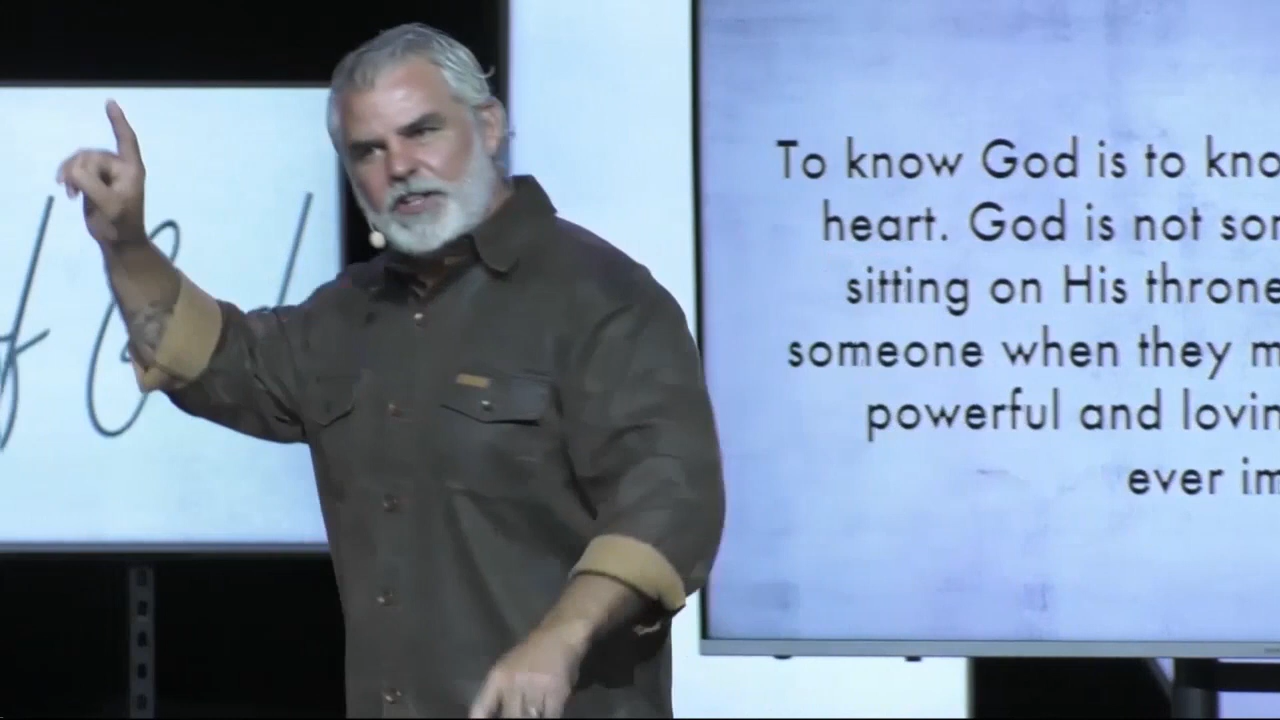 To know God is to kno
heart. God is not sor
sitting on His throne
someone when they m
powerful and lovin
ever im